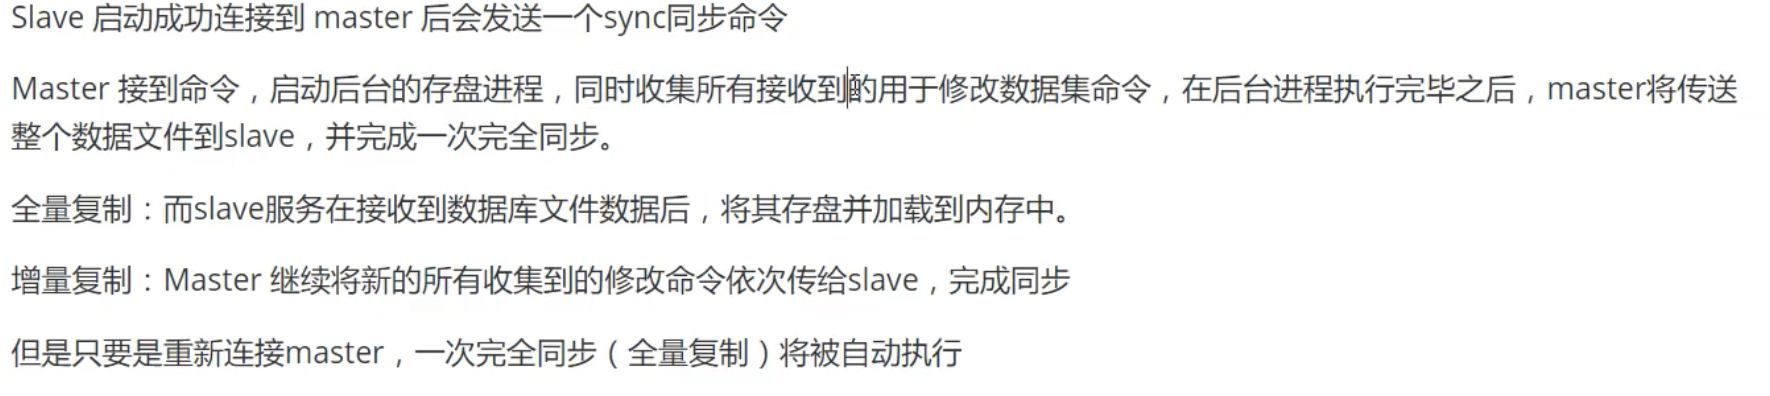 Slave 启动成功连接到 master 后会发送一个sync同步命令
Master 接到命令，启动后台的存盘进程，同时收集所有接收到的用于修改数据集命令，在后台进程执行完毕之后，master将传送
整个数据文件到slave，并完成一次完全同步。
全量复制：而slave服务在接收到数据库文件数据后，将其存盘并加载到内存中。
增量复制：Master 继续将新的所有收集到的修改命令依次传给slave，完成同步
但是只要是重新连接master，一次完全同步（全量复制）将被自动执行